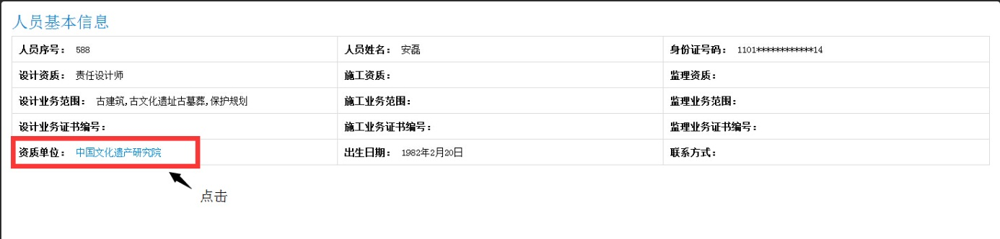 人员基本信息
人员序号： 588 人员姓名： 安磊 身份证号码： 1101************14
设计资质： 责任设计师 施工资质： 监理资质：
设计业务范围： 古建筑,古文化遗址古墓葬,保护规划 施工业务范围： 监理业务范围：
设计业务证书编号： 施工业务证书编号： 监理业务证书编号：
资质单位： 中国文化遗产研究院 出生日期： 1982年2月20日 联系方式：
点击